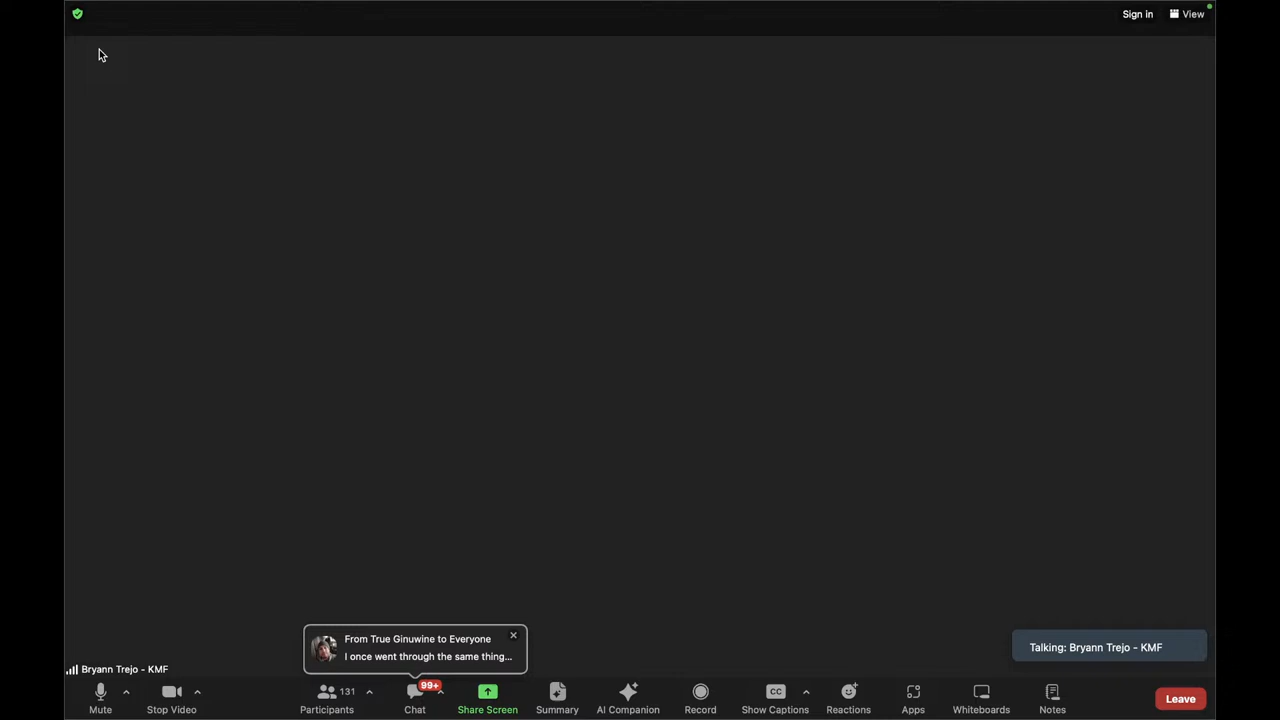 Sign in
View
From True Ginuwine to Everyone
I once went through the same thing...
Talking: Bryann Trejo - KMF
Bryann Trejo - KMF
Mute
Stop Video
131
Participants
99+
Chat
Share Screen
Summary
AI Companion
Record
CC
Show Captions
Reactions
Apps
Whiteboards
Notes
Leave